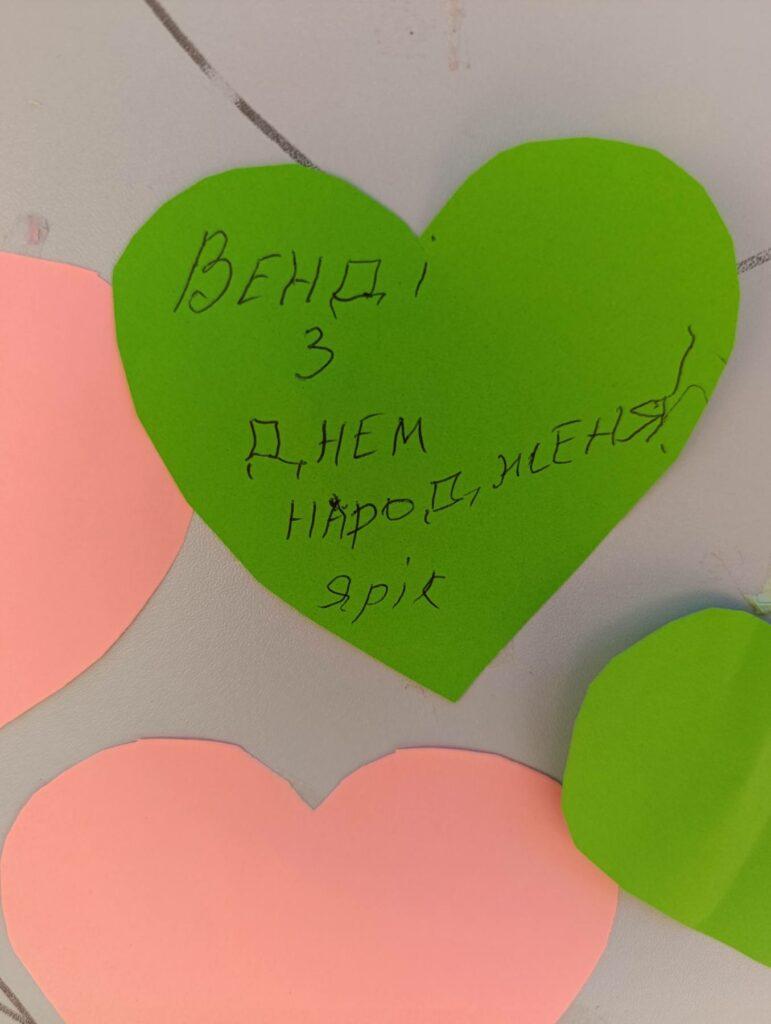 Венді
З
Днем
народженя!
Ярік